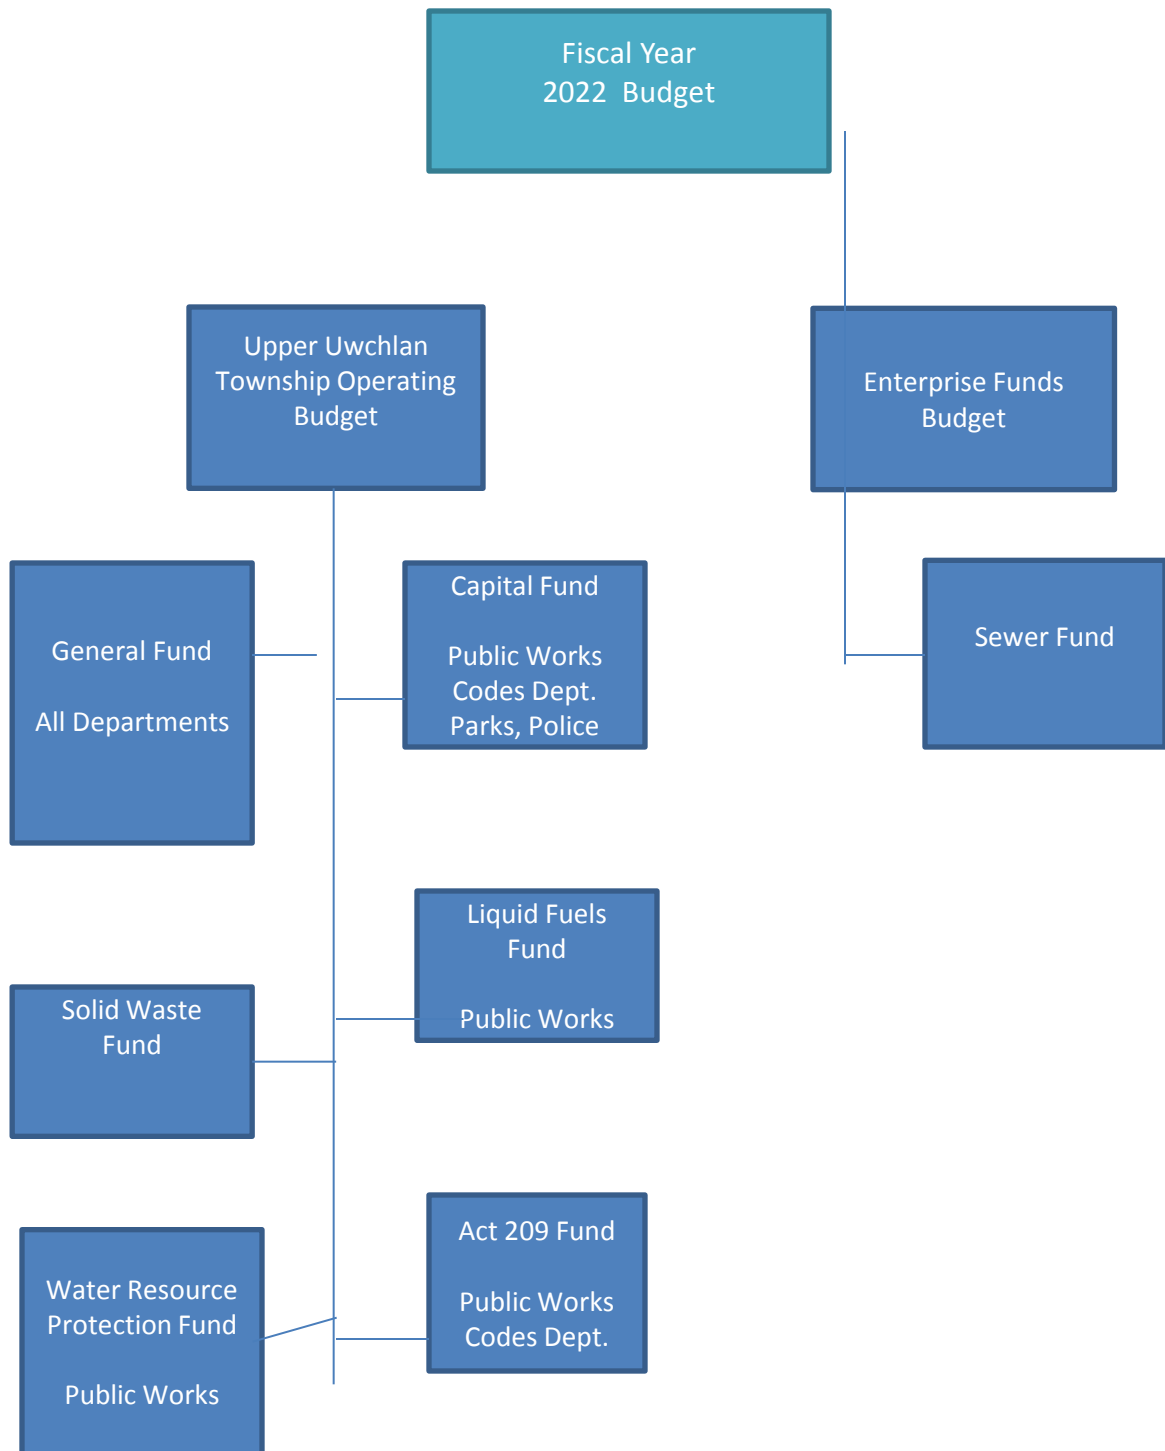 Fiscal Year
2022 Budget
Upper Uwchlan
Township Operating
Budget
Enterprise Funds
Budget
General Fund
All Departments
Capital Fund
Public Works
Codes Dept.
Parks, Police
Sewer Fund
Liquid Fuels
Fund
Public Works
Solid Waste
Fund
Act 209 Fund
Public Works
Codes Dept.
Water Resource
Protection Fund
Public Works